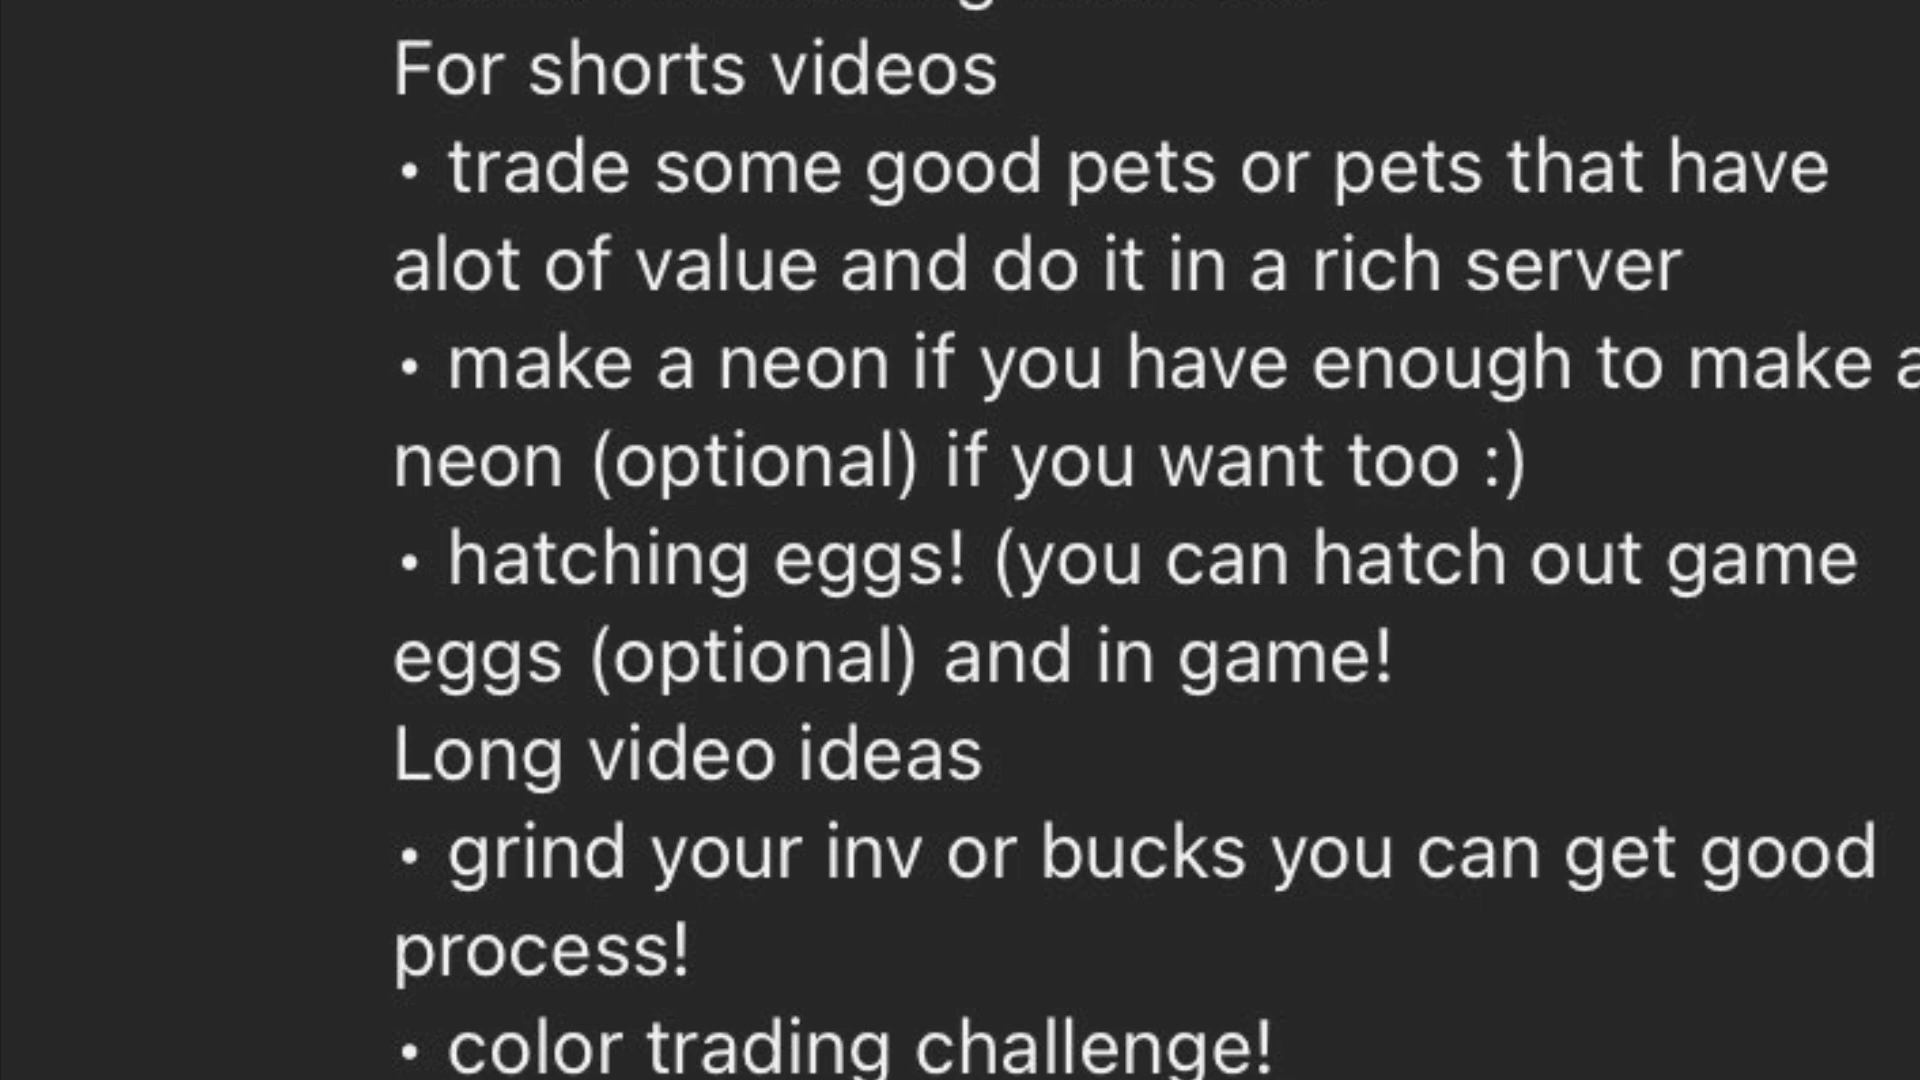 For shorts videos
• trade some good pets or pets that have
alot of value and do it in a rich server
• make a neon if you have enough to make a
neon (optional) if you want too :)
• hatching eggs! (you can hatch out game
eggs (optional) and in game!
Long video ideas
• grind your inv or bucks you can get good
process!
• color trading challenge!